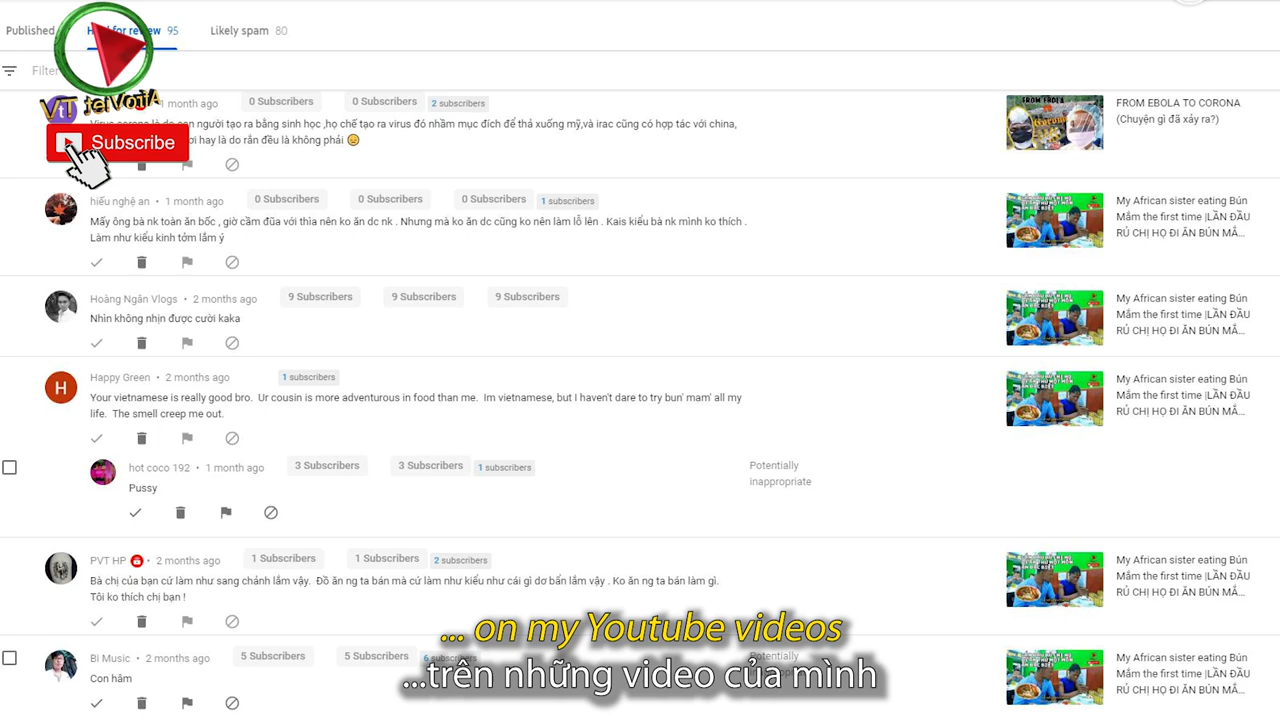 Published
Held for review 95
Likely spam 80
Filter
VtT
1 month ago
0 Subscribers
0 Subscribers
2 subscribers
Virus corona là do con người tạo ra bằng sinh học ,họ chế tạo ra virus đó nhằm mục đích để thả xuống mỹ,và irac cũng có hợp tác với china,
hay là do rắn đều là không phải
Subscribe
FROM EBOLA TO CORONA
(Chuyện gì đã xảy ra?)
hiếu nghệ an • 1 month ago
0 Subscribers
0 Subscribers
0 Subscribers
1 subscribers
Mấy ông bà nk toàn ăn bốc , giờ cầm đũa với thìa nên ko ăn dc nk . Nhưng mà ko ăn dc cũng ko nên làm lỗ lên . Kais kiểu bà nk mình ko thích .
Làm như kiểu kinh tởm lắm ý
My African sister eating Bún
Mắm the first time |LẦN ĐẦU
RỦ CHỊ HỌ ĐI ĂN BÚN MẮ...
Hoàng Ngân Vlogs • 2 months ago
9 Subscribers
9 Subscribers
9 Subscribers
Nhìn không nhịn được cười kaka
My African sister eating Bún
Mắm the first time |LẦN ĐẦU
RỦ CHỊ HỌ ĐI ĂN BÚN MẮ...
H
Happy Green • 2 months ago
1 subscribers
Your vietnamese is really good bro. Ur cousin is more adventurous in food than me. Im vietnamese, but I haven't dare to try bun' mam' all my
life. The smell creep me out.
My African sister eating Bún
Mắm the first time |LẦN ĐẦU
RỦ CHỊ HỌ ĐI ĂN BÚN MẮ...
hot coco 192 • 1 month ago
3 Subscribers
3 Subscribers
1 subscribers
Pussy
Potentially
inappropriate
PVT HP • 2 months ago
1 Subscribers
1 Subscribers
2 subscribers
Bà chị của bạn cứ làm như sang chánh lắm vậy. Đồ ăn ng ta bán mà cứ làm như kiểu như cái gì dơ bẩn lắm vậy . Ko ăn ng ta bán làm gì.
Tôi ko thích chị bạn !
My African sister eating Bún
Mắm the first time |LẦN ĐẦU
RỦ CHỊ HỌ ĐI ĂN BÚN MẮ...
BI Music • 2 months ago
5 Subscribers
5 Subscribers
6 subscribers
Con hâm
Potentially
My African sister eating Bún
Mắm the first time |LẦN ĐẦU
RỦ CHỊ HỌ ĐI ĂN BÚN MẮ...
... on my Youtube videos
...trên những video của mình